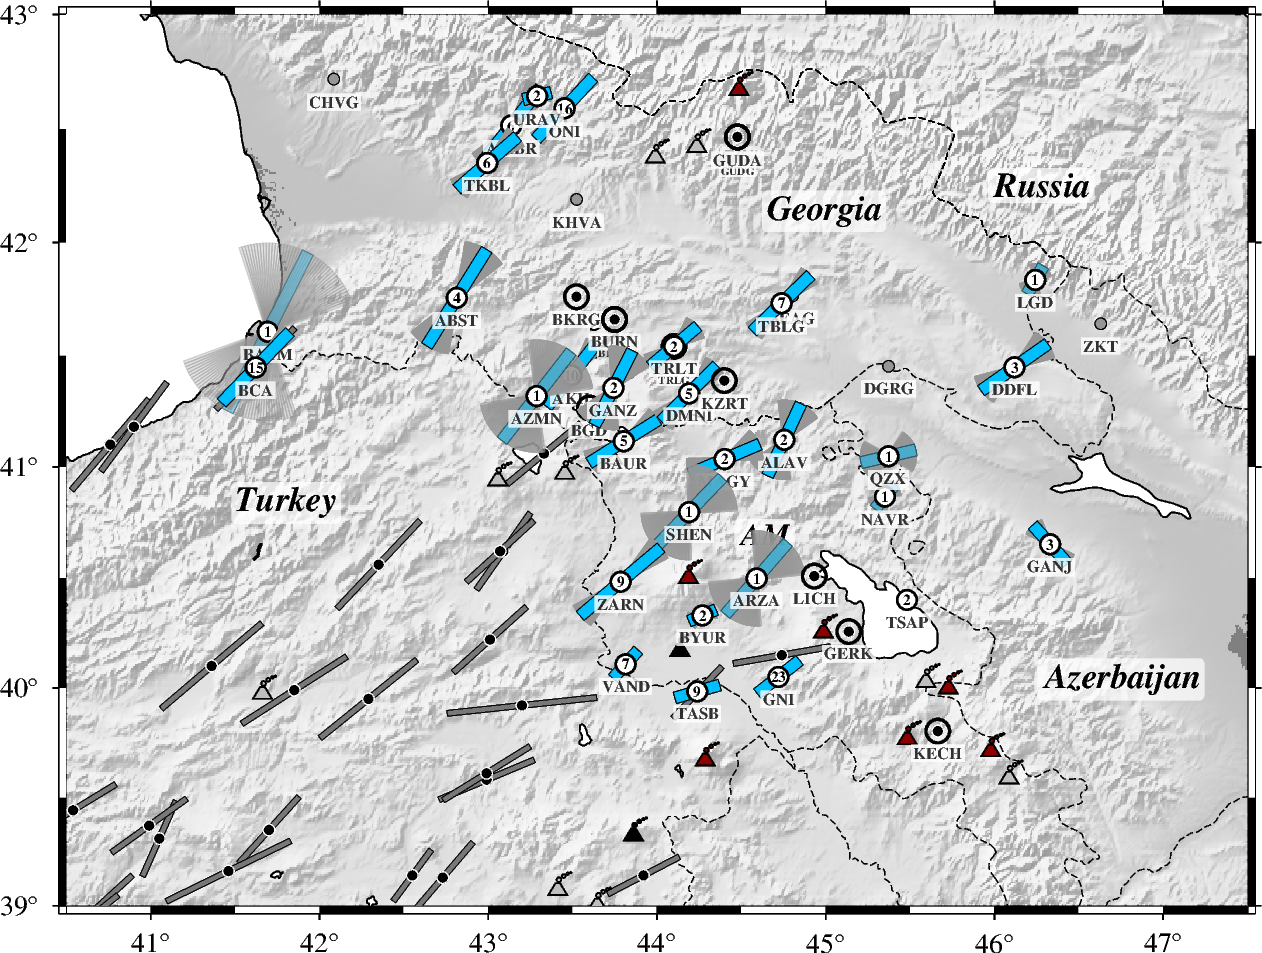 43°
42°
41°
40°
39°
CHVG
2
URAV
16
ONI
BR
6
TKBL
GUDA
GUDG
KHVA
Georgia
Russia
4
ABST
BKRG
BURN
7
TBLG
1
LGD
ZKT
1
15
BCA
2
TRLT
TRLG
3
DDFL
DGRG
1
AZMN
2
GANZ
5
DMNI
KZRT
BGD
5
BAUR
2
GY
ALAV
1
QZX
1
NAVR
Turkey
1
SHEN
AM
3
GANJ
9
ZARN
1
ARZA
LICH
2
TSAP
2
BYUR
GERK
7
VAND
9
TASB
23
GNI
Azerbaijan
KECH
41°
42°
43°
44°
45°
46°
47°